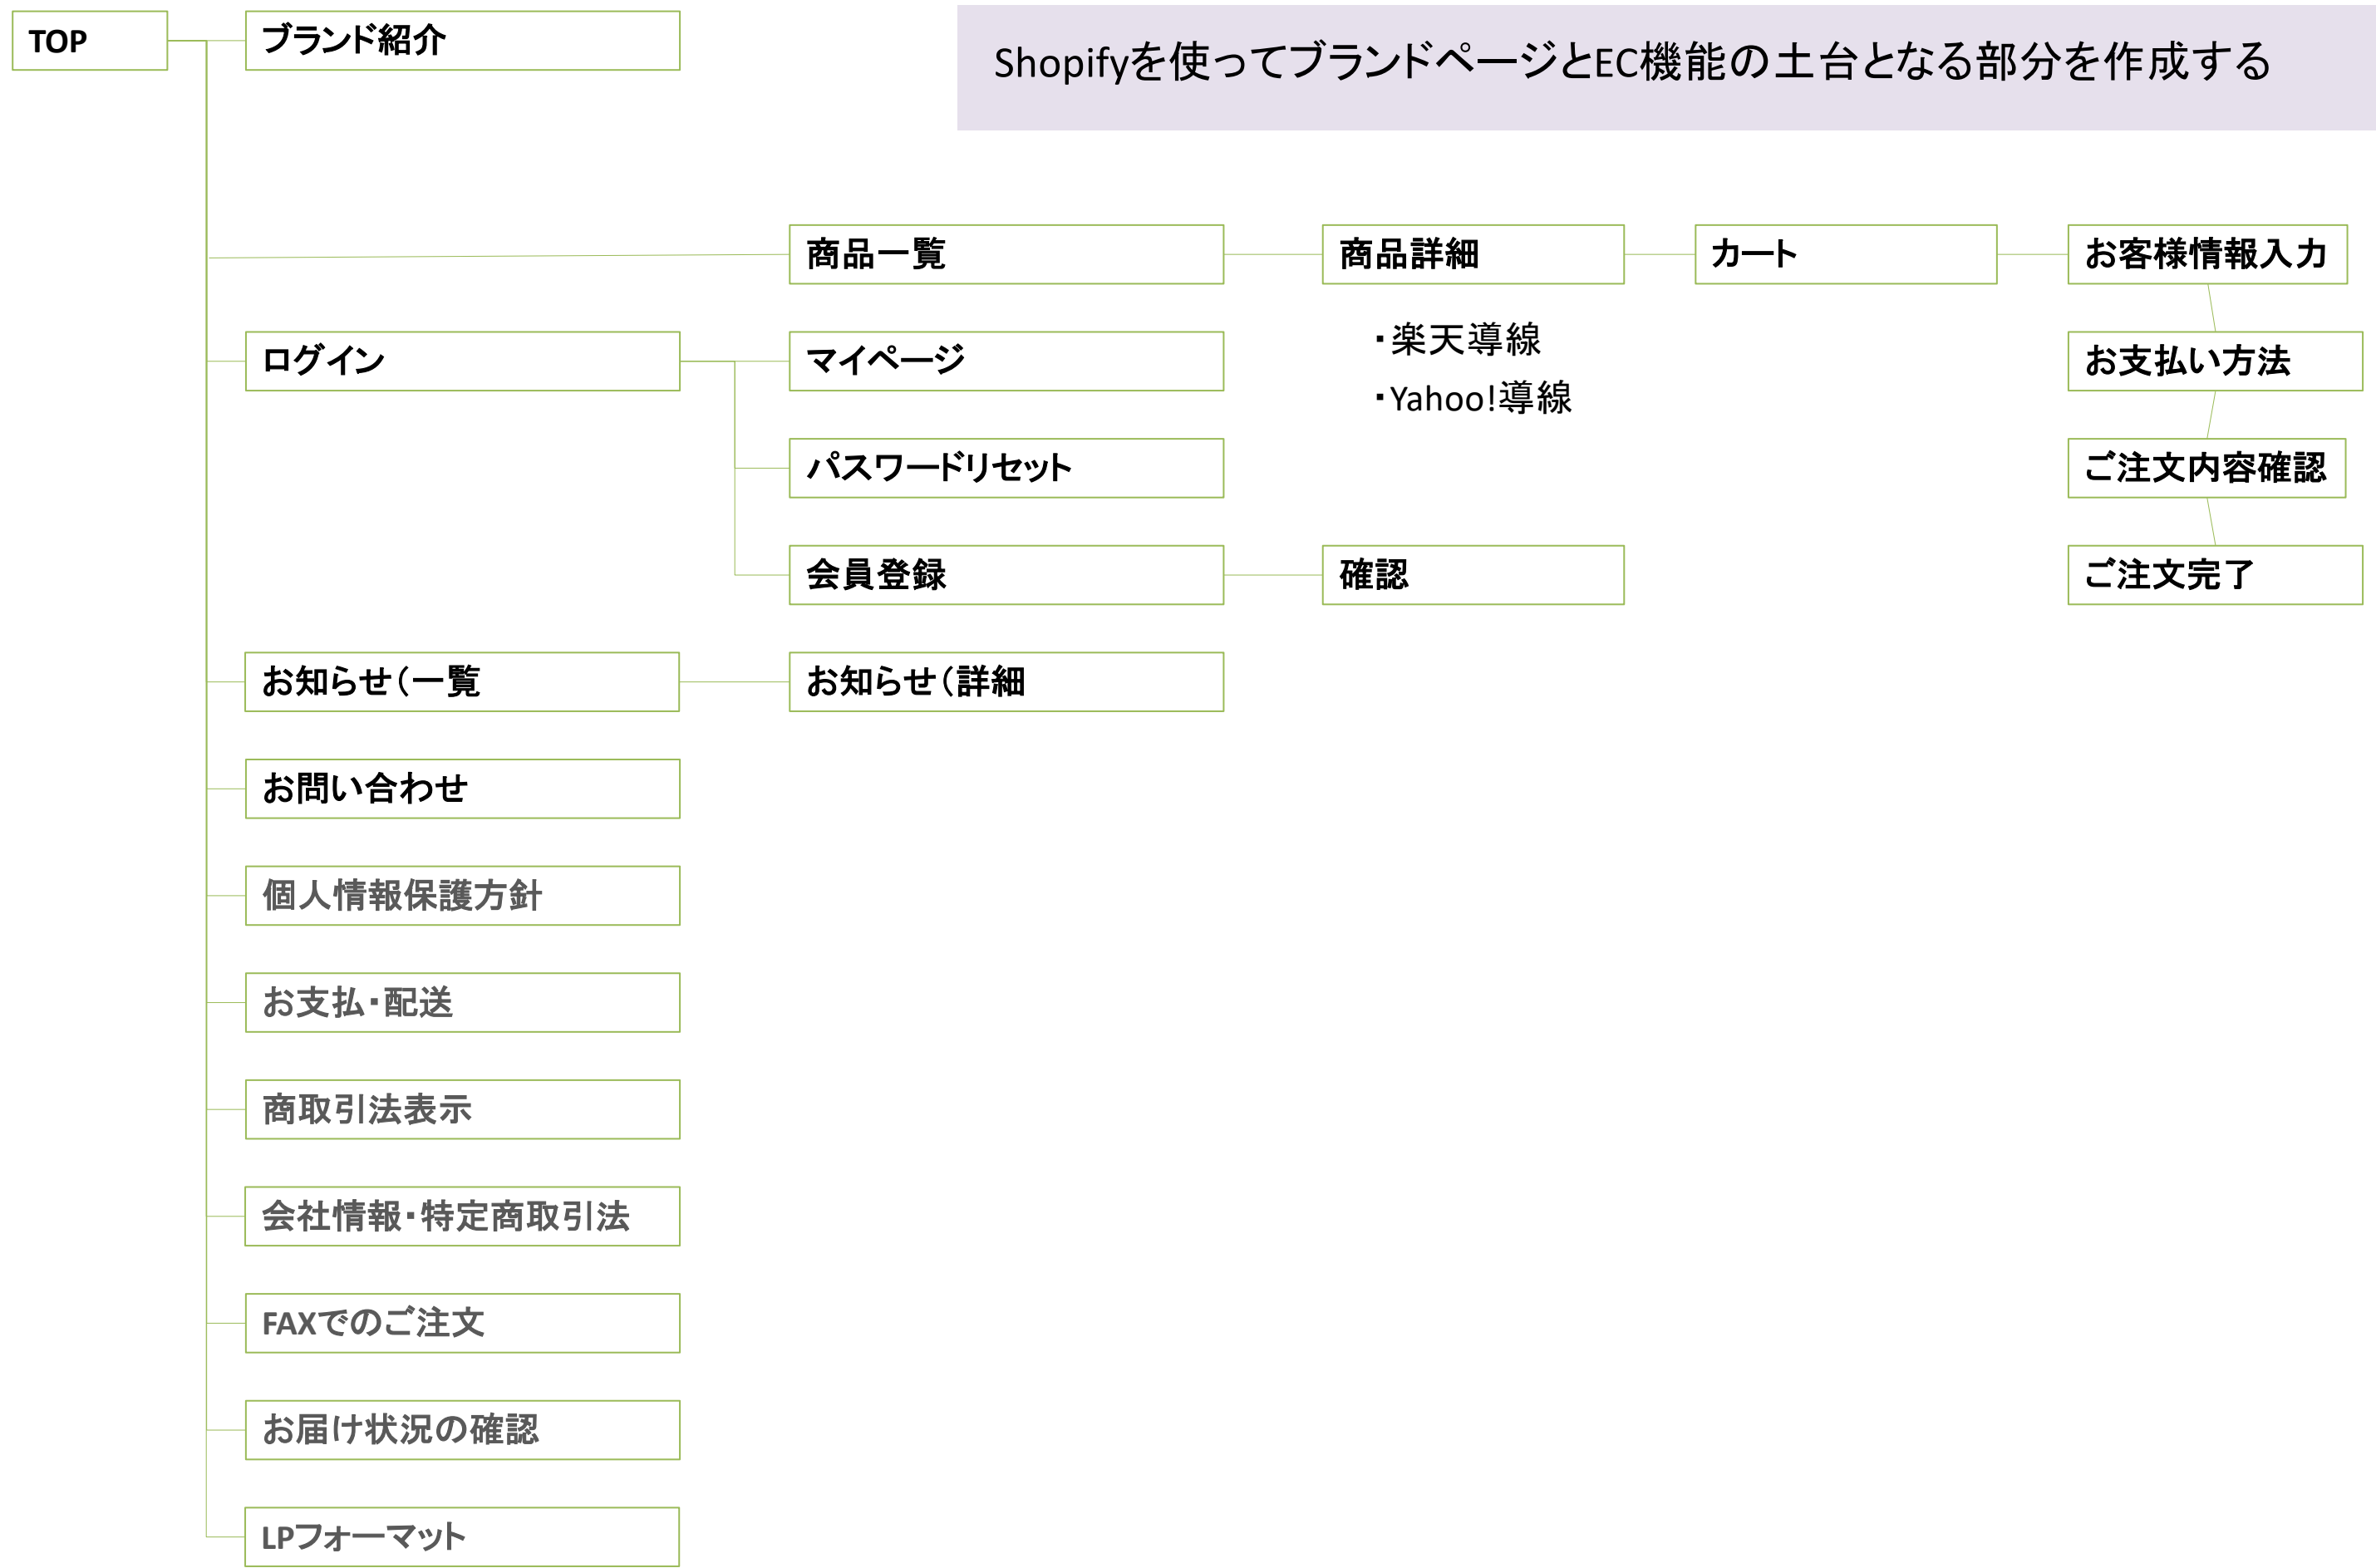 TOP
ブランド紹介
Shopifyを使ってブランドページとEC機能の土台となる部分を作成する
商品一覧
商品詳細
カート
お客様情報入力
・楽天導線
・Yahoo!導線
ログイン
マイページ
お支払い方法
パスワードリセット
ご注文内容確認
会員登録
確認
ご注文完了
お知らせ（一覧
お知らせ（詳細
お問い合わせ
個人情報保護方針
お支払・配送
商取引法表示
会社情報・特定商取引法
FAXでのご注文
お届け状況の確認
LPフォーマット